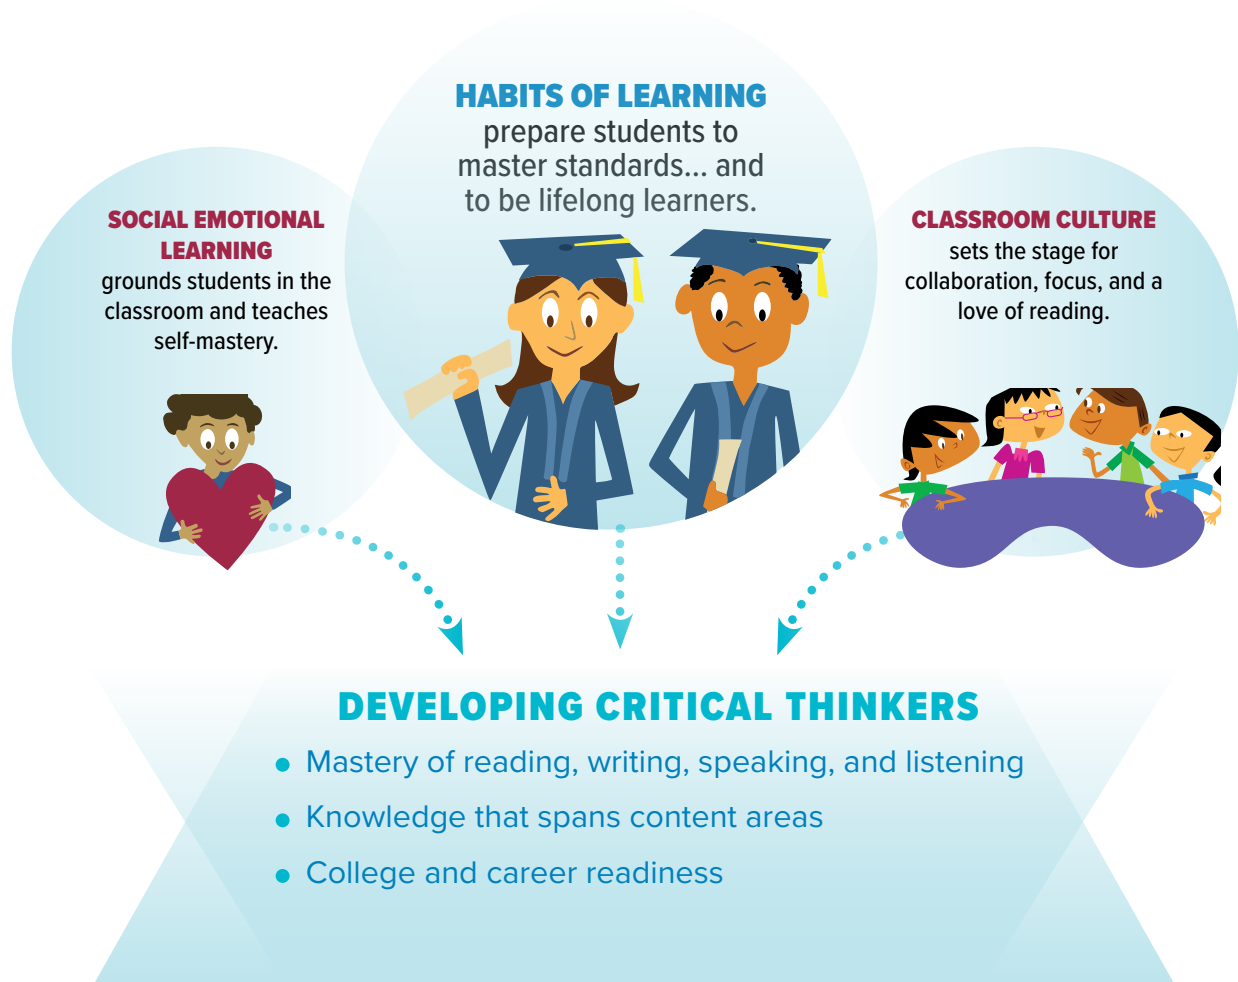 HABITS OF LEARNING
prepare students to
master standards... and
to be lifelong learners.
SOCIAL EMOTIONAL
LEARNING
grounds students in the
classroom and teaches
self-mastery.
CLASSROOM CULTURE
sets the stage for
collaboration, focus, and a
love of reading.
DEVELOPING CRITICAL THINKERS
• Mastery of reading, writing, speaking, and listening
• Knowledge that spans content areas
• College and career readiness